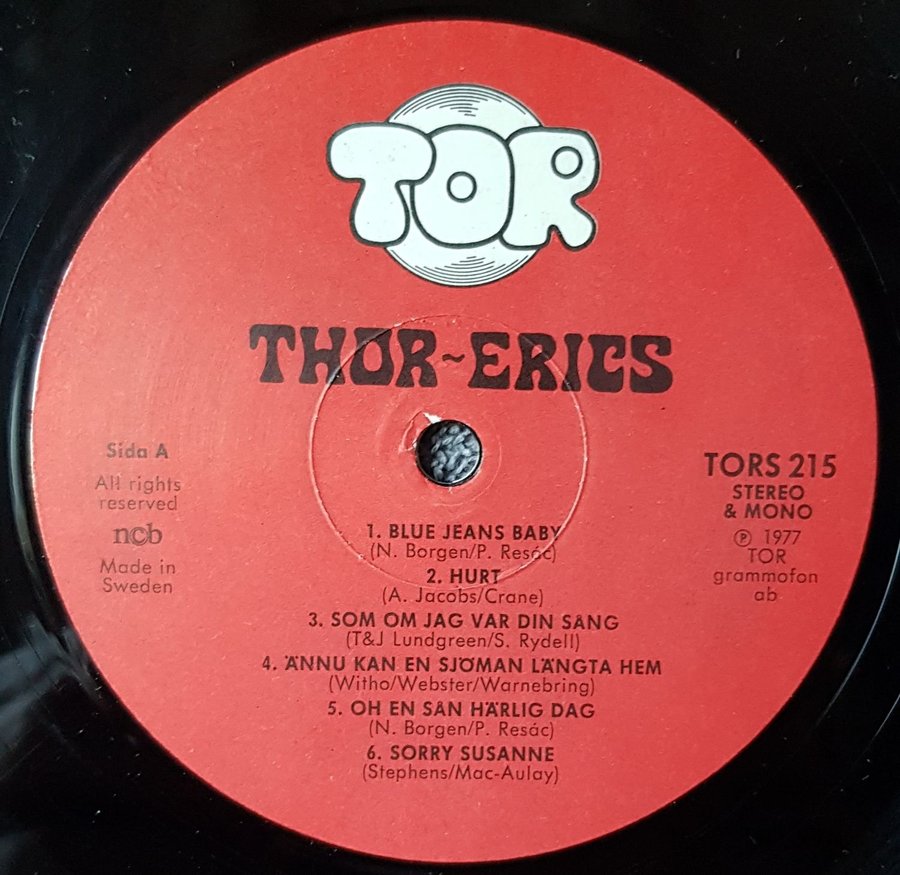 TOR
THOR~ERICS
Sida A
All rights
reserved
ncb
Made in
Sweden
TORS 215
STEREO
& MONO
℗ 1977
TOR
grammofon
ab
1. BLUE JEANS BABY
(N. Borgen/P. Resác)
2. HURT
(A. Jacobs/Crane)
3. SOM OM JAG VAR DIN SÅNG
(T&J Lundgreen/S. Rydell)
4. ÄNNU KAN EN SJÖMAN LÄNGTA HEM
(Witho/Webster/Warnebring)
5. OH EN SAN HÄRLIG DAG
(N. Borgen/P. Resác)
6. SORRY SUSANNE
(Stephens/Mac-Aulay)